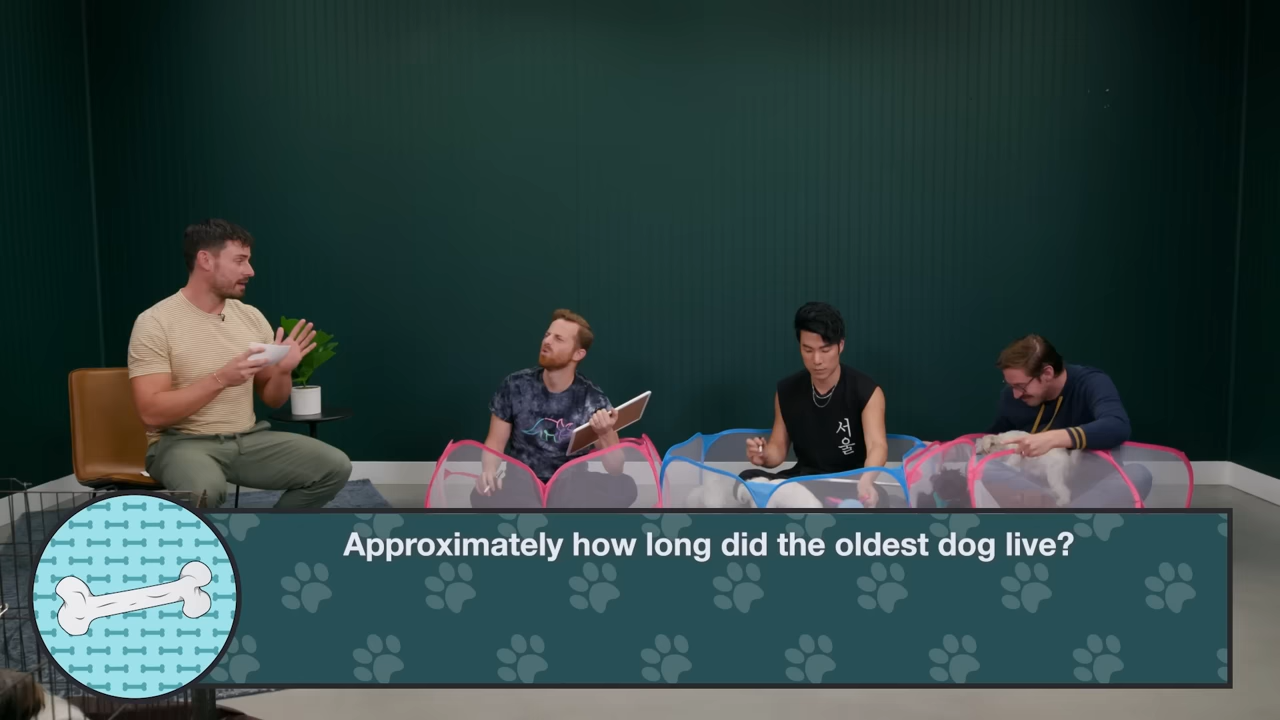 서
울
Approximately how long did the oldest dog live?